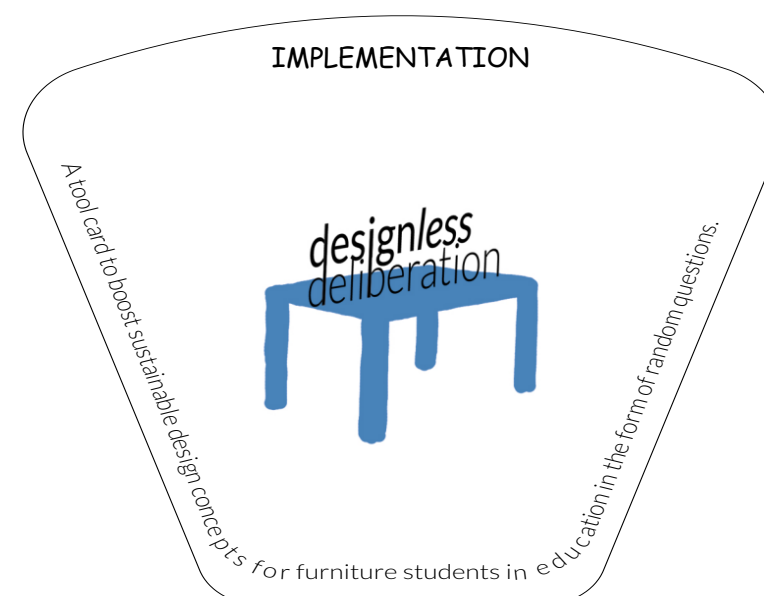 IMPLEMENTATION
designless
deliberation
A tool card to boost sustainable design concepts for furniture students in education in the form of random questions.